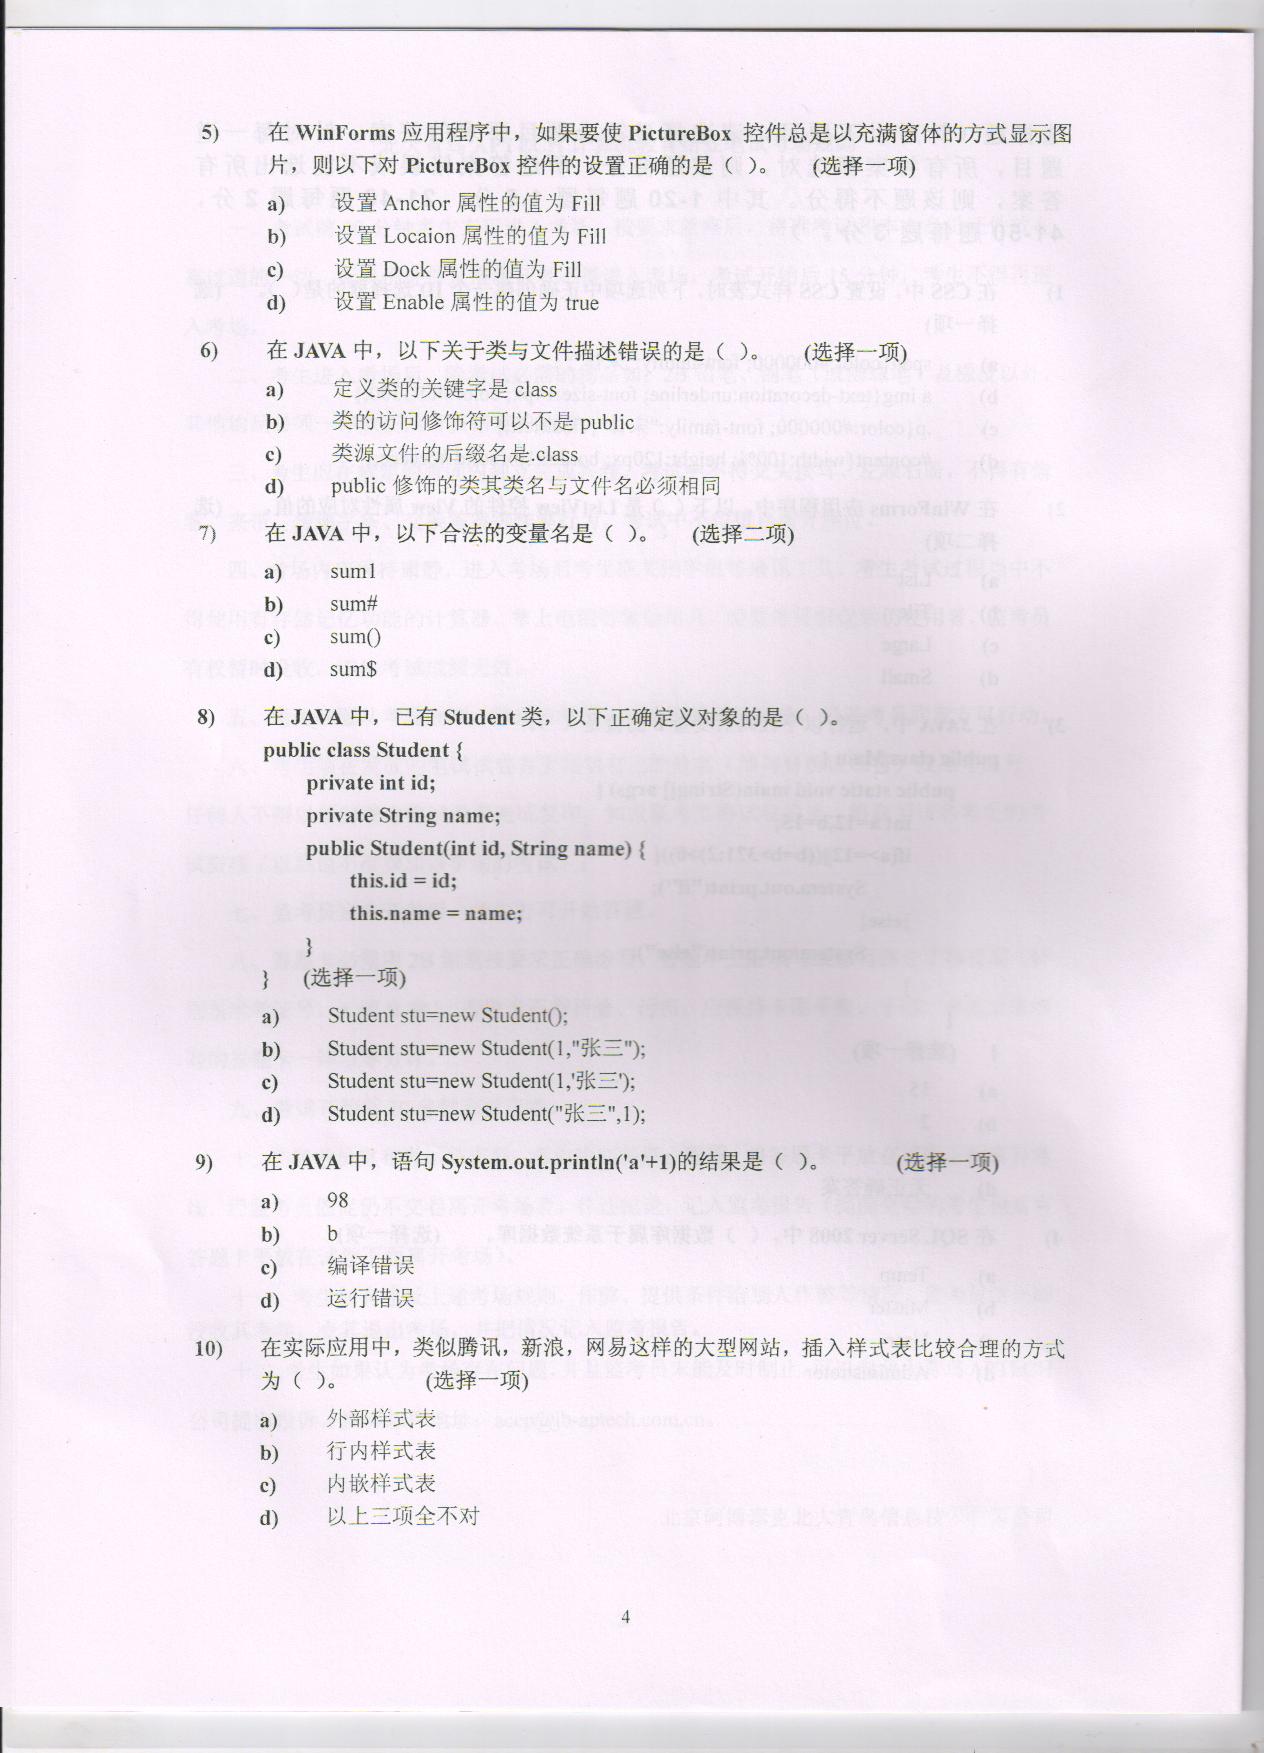 5) 在 WinForms 应用程序中，如果要使 PictureBox 控件总是以充满窗体的方式显示图
片，则以下对 PictureBox 控件的设置正确的是（ ）。 (选择一项)
a) 设置 Anchor 属性的值为 Fill
b) 设置 Locaion 属性的值为 Fill
c) 设置 Dock 属性的值为 Fill
d) 设置 Enable 属性的值为 true
6) 在 JAVA 中，以下关于类与文件描述错误的是（ ）。 (选择一项)
a) 定义类的关键字是 class
b) 类的访问修饰符可以不是 public
c) 类源文件的后缀名是.class
d) public 修饰的类其类名与文件名必须相同
7) 在 JAVA 中，以下合法的变量名是（ ）。 (选择二项)
a) sum1
b) sum#
c) sum()
d) sum$
8) 在 JAVA 中，已有 Student 类，以下正确定义对象的是（ ）。
public class Student {
private int id;
private String name;
public Student(int id, String name) {
this.id = id;
this.name = name;
}
} (选择一项)
a) Student stu=new Student();
b) Student stu=new Student(1,"张三");
c) Student stu=new Student(1,'张三');
d) Student stu=new Student("张三",1);
9) 在 JAVA 中，语句 System.out.println('a'+1)的结果是（ ）。 (选择一项)
a) 98
b) b
c) 编译错误
d) 运行错误
10) 在实际应用中，类似腾讯，新浪，网易这样的大型网站，插入样式表比较合理的方式
为（ ）。 (选择一项)
a) 外部样式表
b) 行内样式表
c) 内嵌样式表
d) 以上三项全不对
4